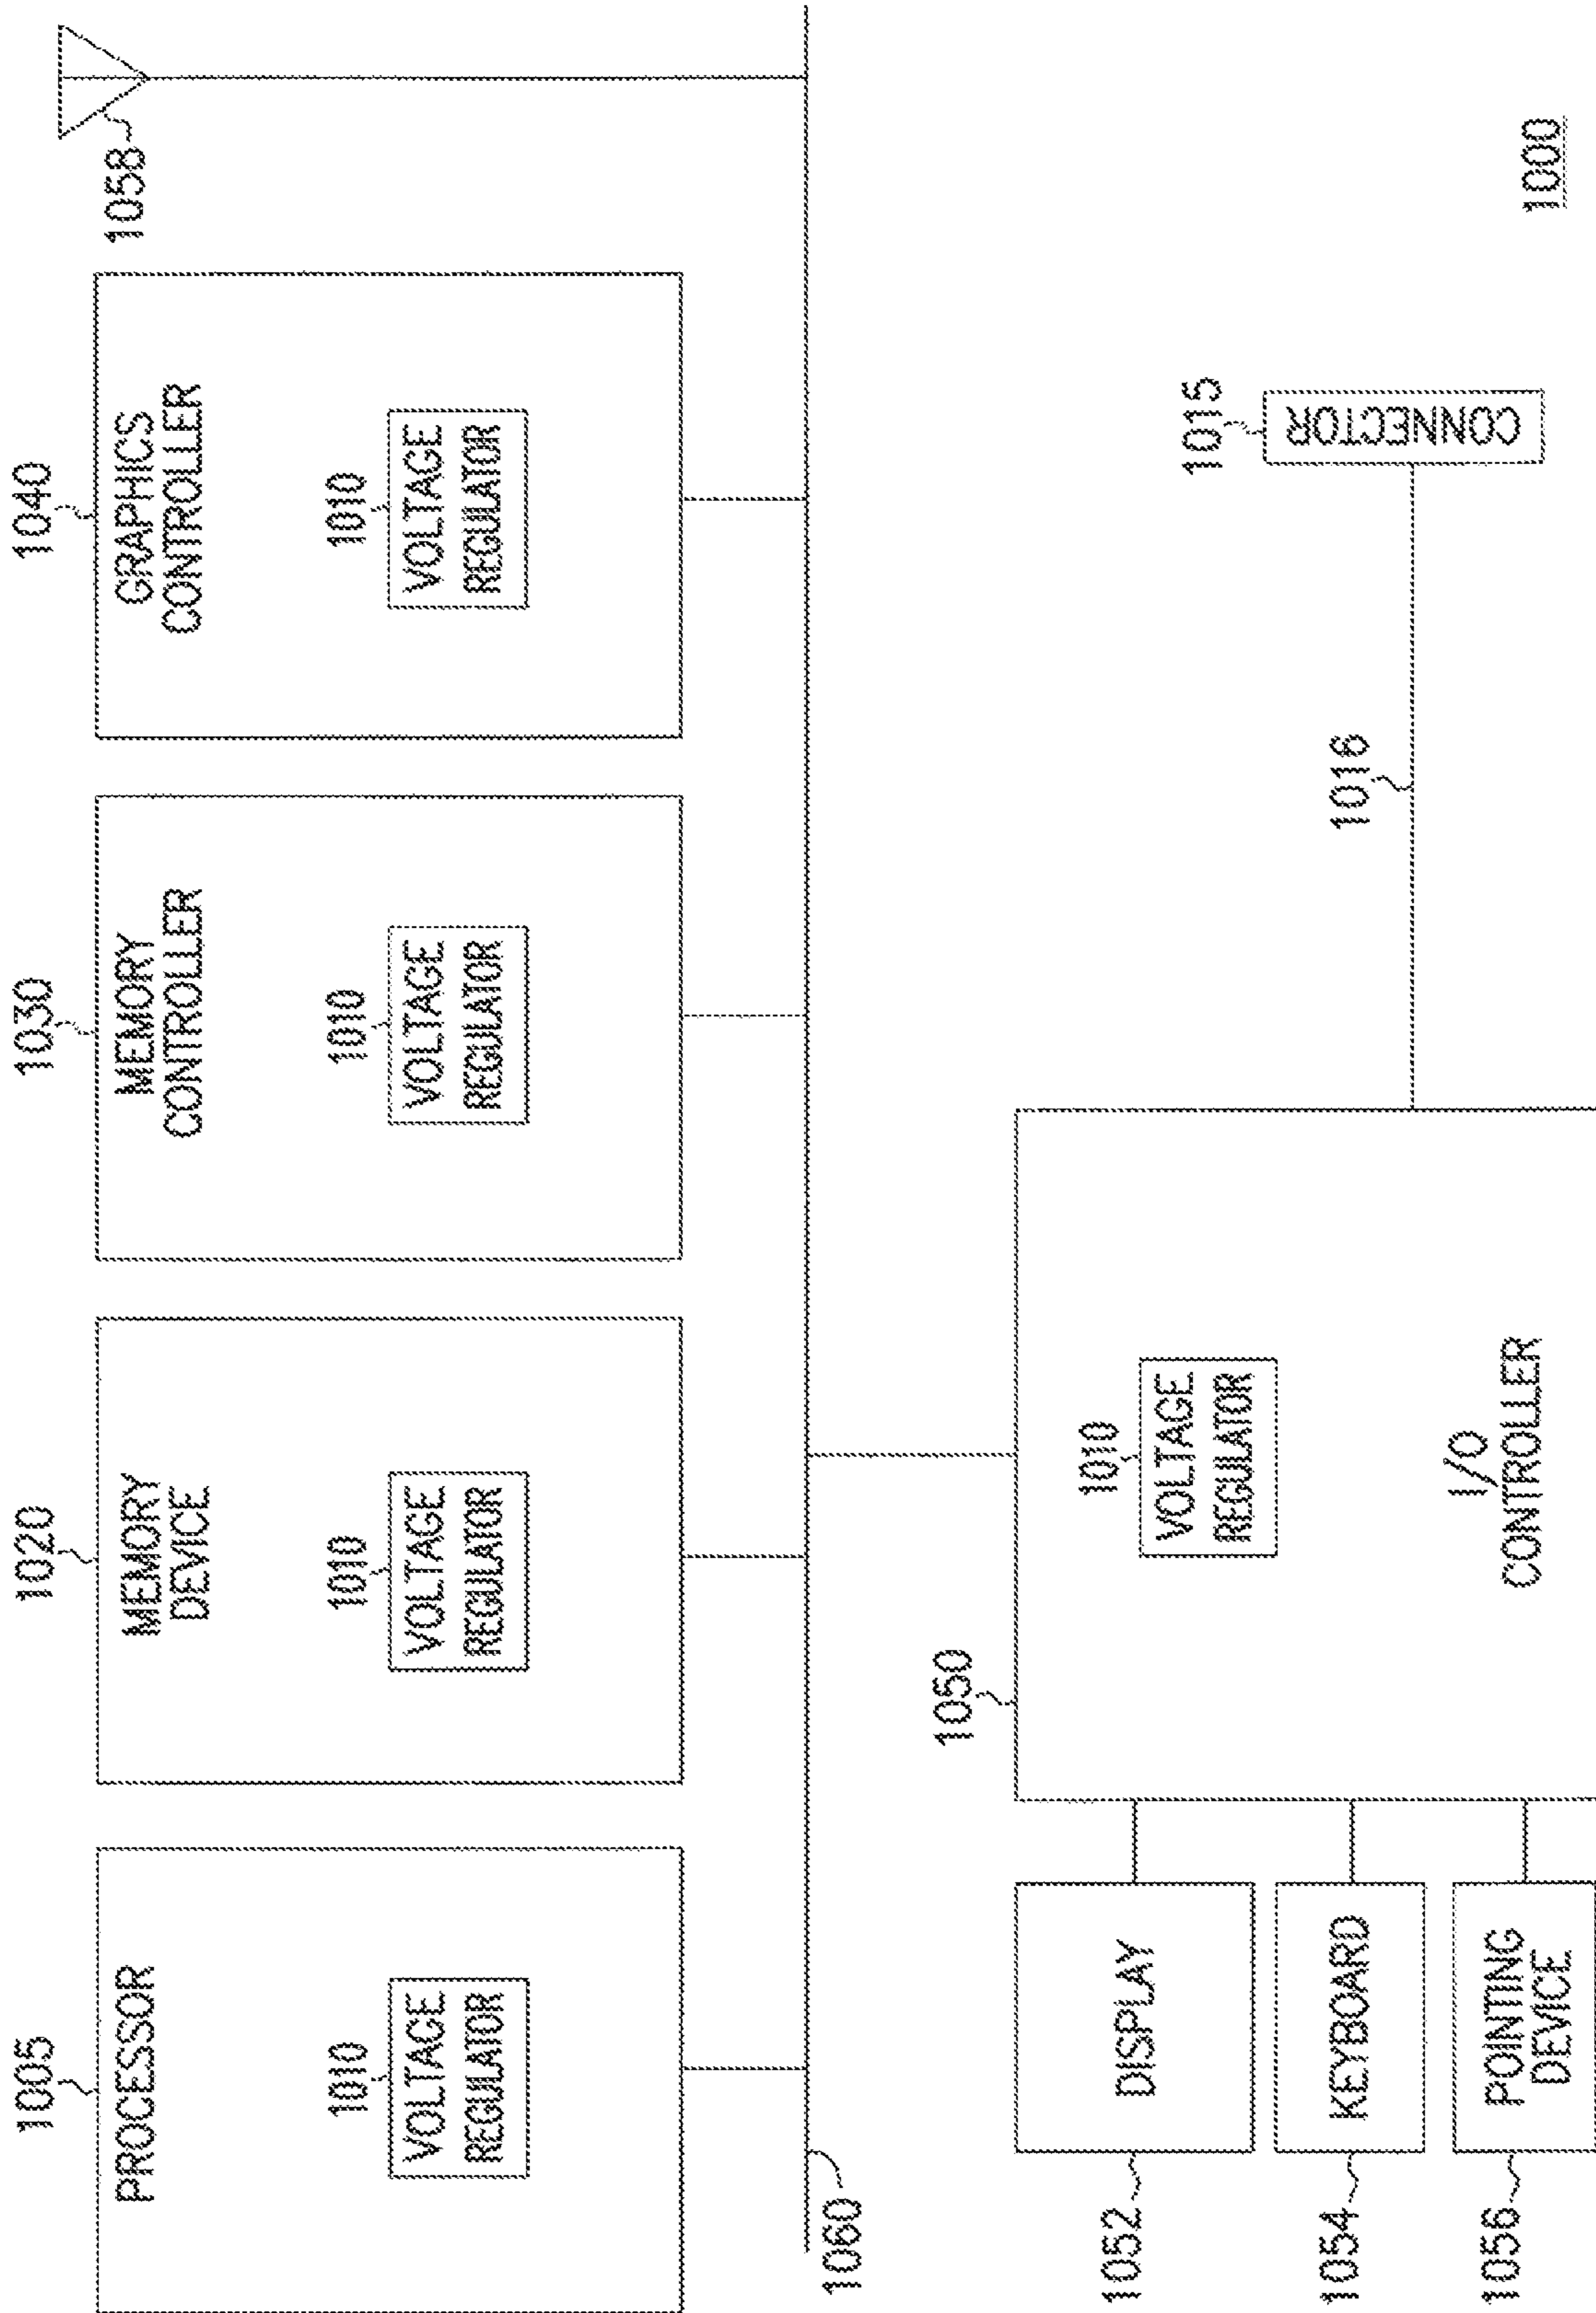 1005
PROCESSOR
1010
VOLTAGE
REGULATOR
1020
MEMORY
DEVICE
1010
VOLTAGE
REGULATOR
1030
MEMORY
CONTROLLER
1010
VOLTAGE
REGULATOR
1040
GRAPHICS
CONTROLLER
1010
VOLTAGE
REGULATOR
1058
1060
1050
1010
VOLTAGE
REGULATOR
I/O
CONTROLLER
1052
DISPLAY
1054
KEYBOARD
1056
POINTING
DEVICE
1016
1015
CONNECTOR
1000